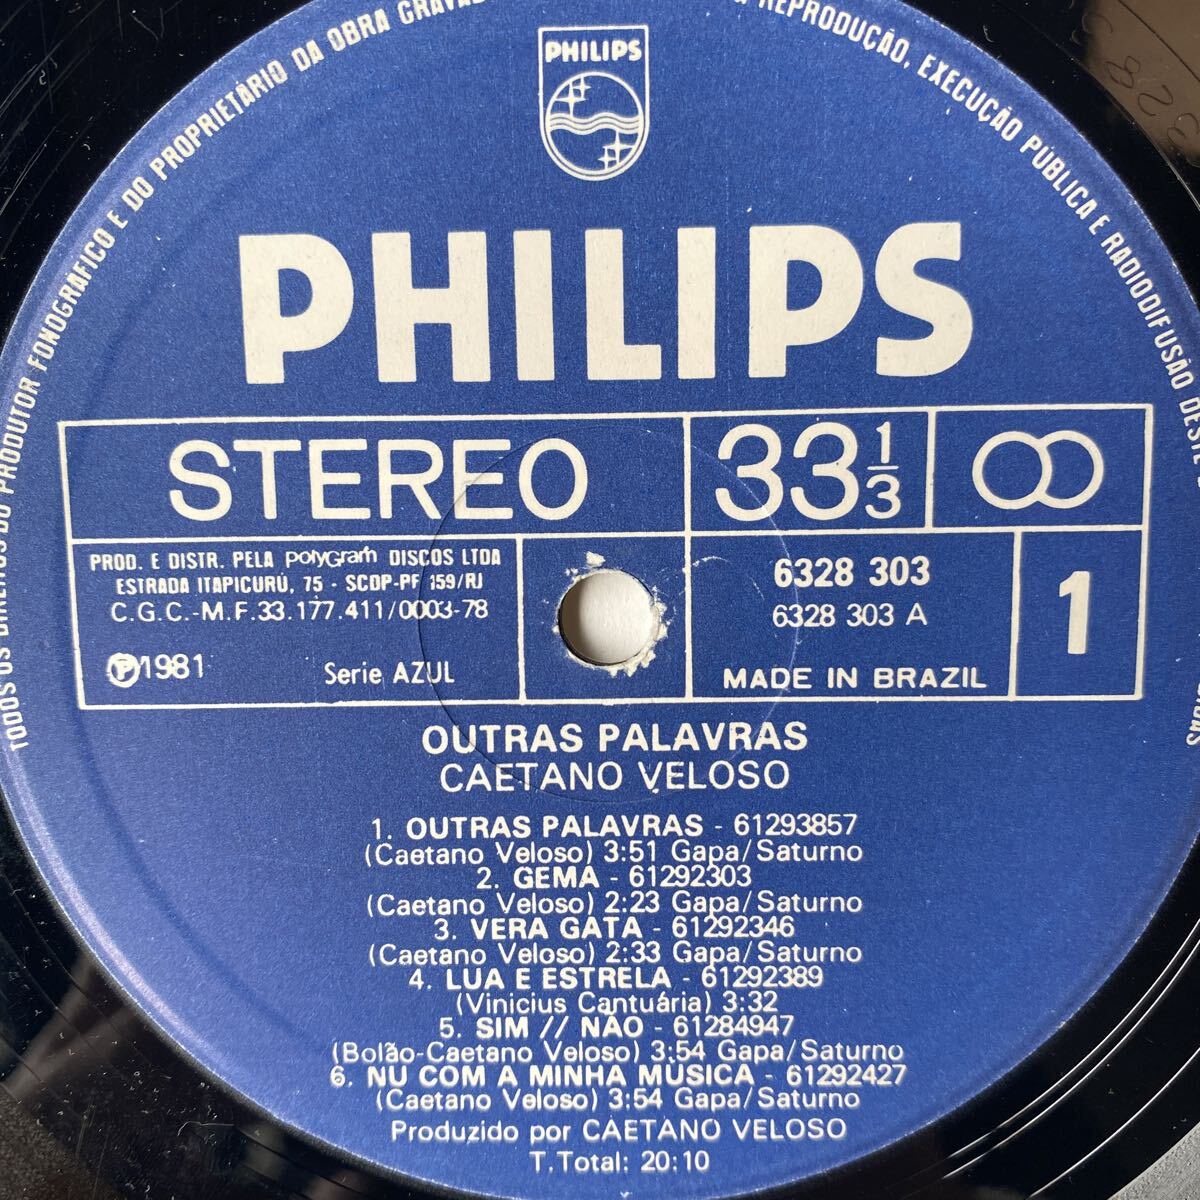 TODOS OS DIREITOS DO PRODUTOR FONOGRÁFICO E DO PROPRIETÁRIO DA OBRA GRAVADA
REPRODUÇÃO, EXECUÇÃO PÚBLICA E RADIODIFUSÃO DESTE
PHILIPS
PHILIPS
STEREO
33 1/3
PROD. E DISTR. PELA polyGram DISCOS LTDA
ESTRADA ITAPICURÚ, 75 - SCDP-PF 159/RJ
C.G.C.-M.F.33.177.411/0003-78
Ⓟ1981 Serie AZUL
6328 303
6328 303 A
MADE IN BRAZIL
1
OUTRAS PALAVRAS
CAETANO VELOSO
1. OUTRAS PALAVRAS - 61293857
(Caetano Veloso) 3:51 Gapa/Saturno
2. GEMA - 61292303
(Caetano Veloso) 2:23 Gapa/Saturno
3. VERA GATA - 61292346
(Caetano Veloso) 2:33 Gapa/Saturno
4. LUA E ESTRELA - 61292389
(Vinicius Cantuária) 3:32
5. SIM // NÃO - 61284947
(Bolão-Caetano Veloso) 3:54 Gapa/Saturno
6. NU COM A MINHA MÚSICA - 61292427
(Caetano Veloso) 3:54 Gapa/Saturno
Produzido por CAETANO VELOSO
T.Total: 20:10